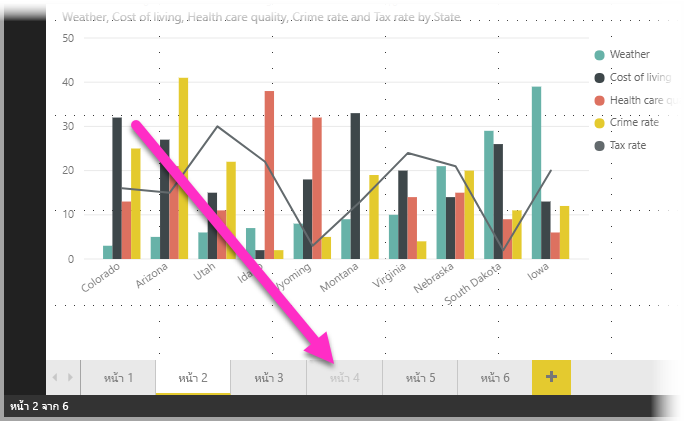 Weather, Cost of living, Health care quality, Crime rate and Tax rate by State
50
40
30
20
10
0
Weather
Cost of living
Health care qu
Crime rate
Tax rate
Colorado
Arizona
Utah
Idaho
Wyoming
Montana
Virginia
Nebraska
South Dakota
Iowa
หน้า 1
หน้า 2
หน้า 3
หน้า 4
หน้า 5
หน้า 6
หน้า 2 จาก 6